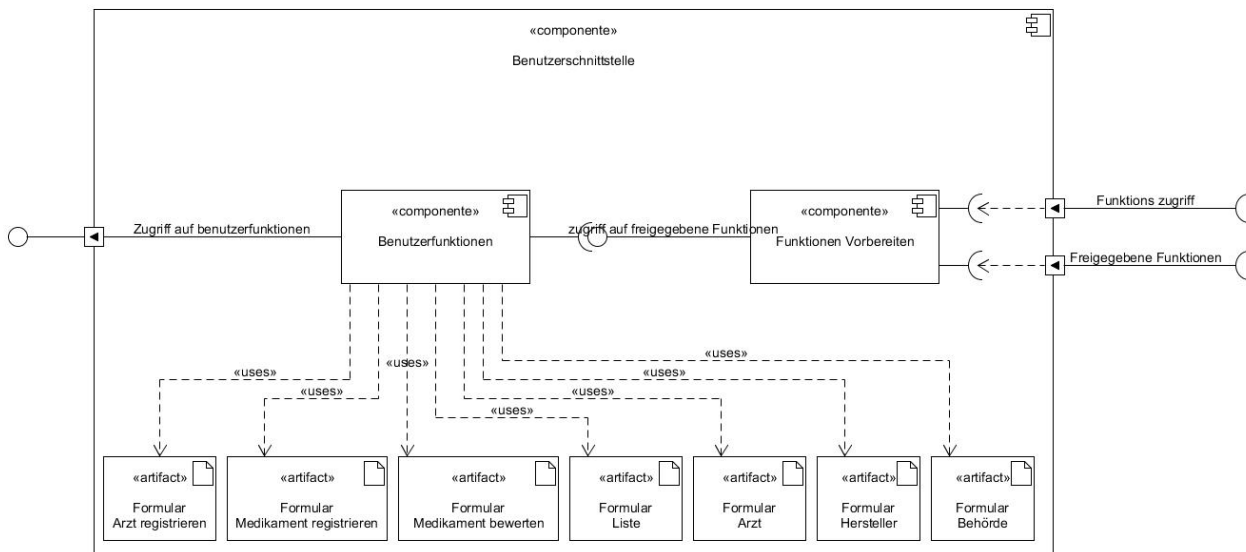 «componente»
Benutzerschnittstelle
«componente»
Benutzerfunktionen
«componente»
Funktionen Vorbereiten
Zugriff auf benutzerfunktionen
zugriff auf freigegebene Funktionen
Funktions zugriff
Freigegebene Funktionen
«uses»
«uses»
«uses»
«uses»
«uses»
«uses»
«uses»
«artifact»
Formular
Arzt registrieren
«artifact»
Formular
Medikament registrieren
«artifact»
Formular
Medikament bewerten
«artifact»
Formular
Liste
«artifact»
Formular
Arzt
«artifact»
Formular
Hersteller
«artifact»
Formular
Behörde